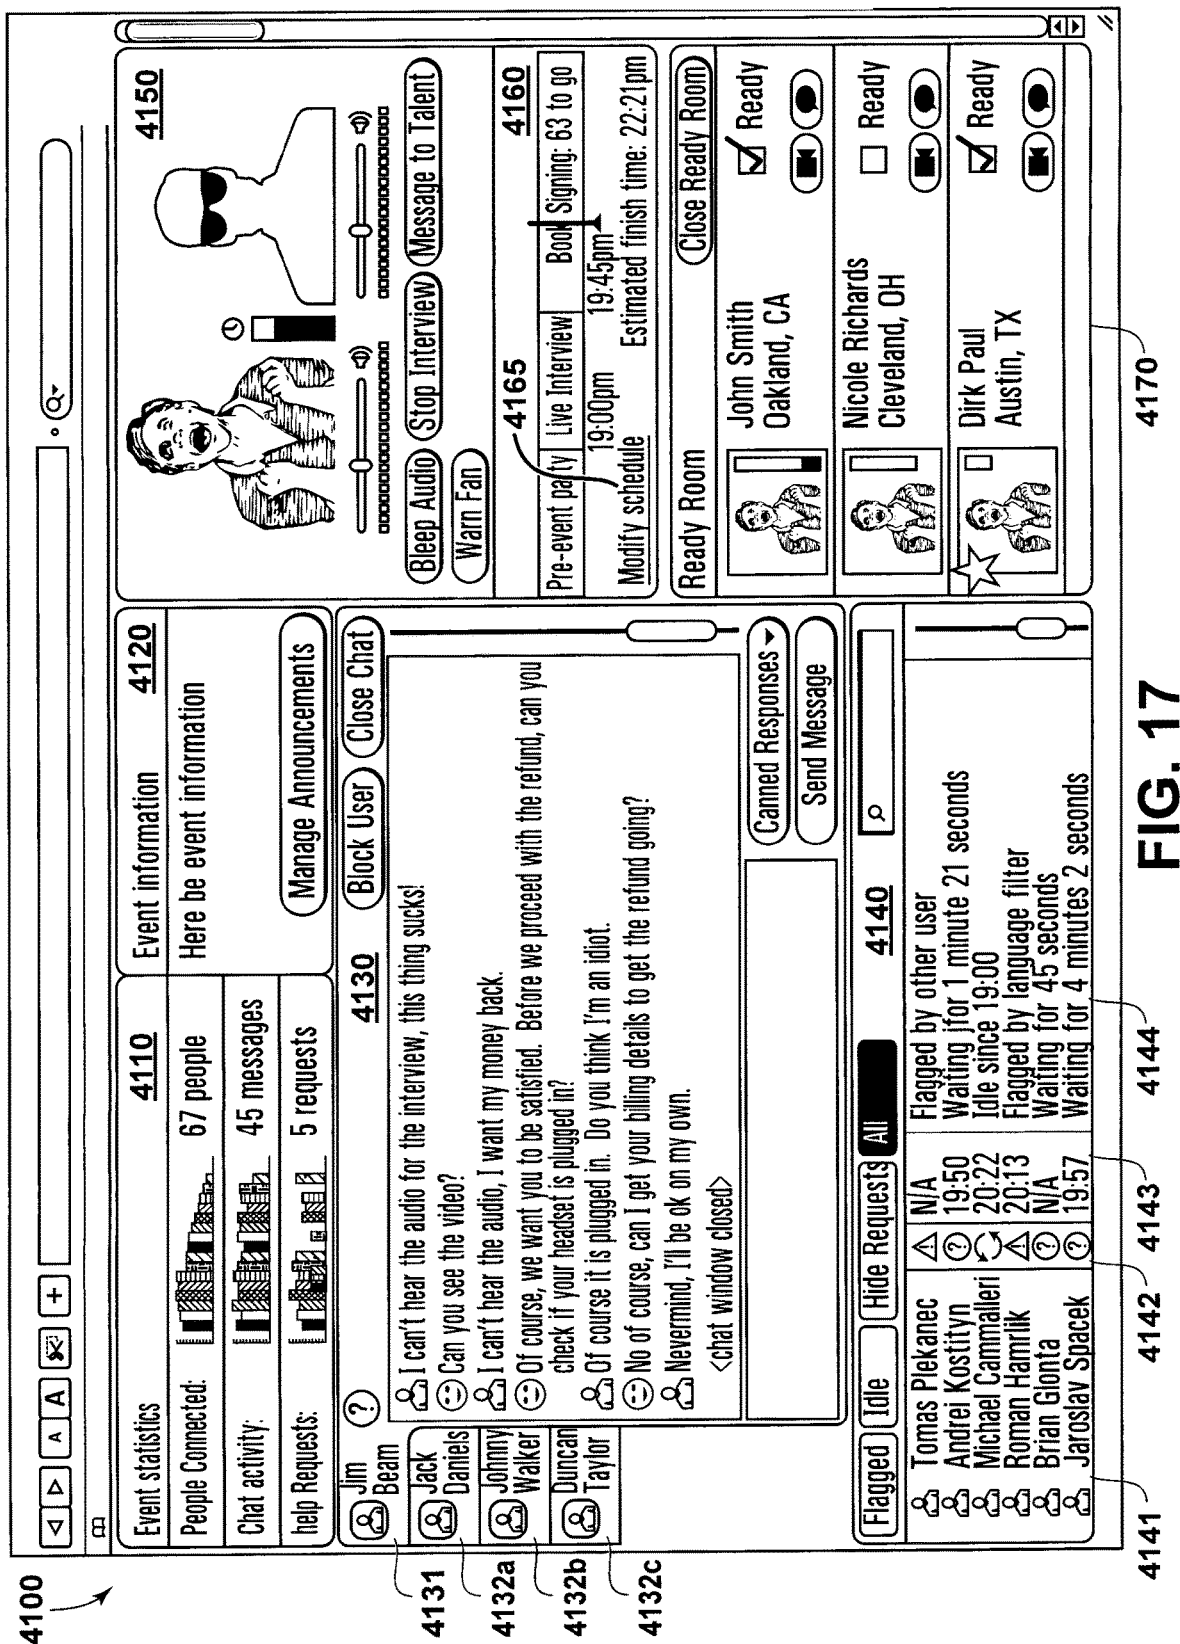 4100
A A
+
Event statistics
4110
People Connected:
67 people
Chat activity:
45 messages
help Requests:
5 requests
Event information
4120
Here be event information
Manage Announcements
4150
Bleep Audio
Stop Interview
Message to Talent
Warn Fan
4160
Pre-event party
Live Interview
Book Signing: 63 to go
19:00pm
19:45pm
Modify schedule
Estimated finish time: 22:21pm
4165
4130
Block User
Close Chat
?
Jim
Beam
Jack
Daniels
Johnny
Walker
Duncan
Taylor
4131
4132a
4132b
4132c
I can't hear the audio for the interview, this thing sucks!
Can you see the video?
I can't hear the audio, I want my money back.
Of course, we want you to be satisfied. Before we proceed with the refund, can you
check if your headset is plugged in?
Of course it is plugged in. Do you think I'm an idiot.
No of course, can I get your billing details to get the refund going?
Nevermind, I'll be ok on my own.
<chat window closed>
Canned Responses
Send Message
Ready Room
Close Ready Room
John Smith
Oakland, CA
Ready
Nicole Richards
Cleveland, OH
Ready
Dirk Paul
Austin, TX
Ready
4170
Flagged
Idle
Hide Requests
All
4140
Tomas Plekanec ! N/A Flagged by other user
Andrei Kostityn ? 19:50 Waiting jfor 1 minute 21 seconds
Michael Cammalleri 20:22 Idle since 19:00
Roman Hamrlik ! 20:13 Flagged by language filter
Brian Gionta ? N/A Waiting for 45 seconds
Jaroslav Spacek ? 19:57 Waiting for 4 minutes 2 seconds
4141
4142
4143
4144
FIG. 17